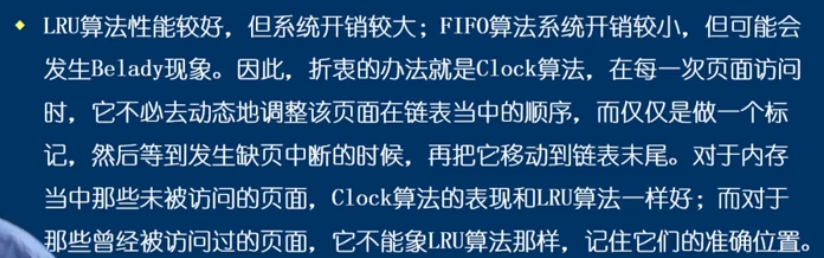 LRU算法性能较好，但系统开销较大；FIFO算法系统开销较小，但可能会
发生Belady现象。因此，折衷的办法就是Clock算法，在每一次页面访问
时，它不必去动态地调整该页面在链表当中的顺序，而仅仅是做一个标
记，然后等到发生缺页中断的时候，再把它移动到链表末尾。对于内存
当中那些未被访问的页面，Clock算法的表现和LRU算法一样好；而对于
那些曾经被访问过的页面，它不能象LRU算法那样，记住它们的准确位置。